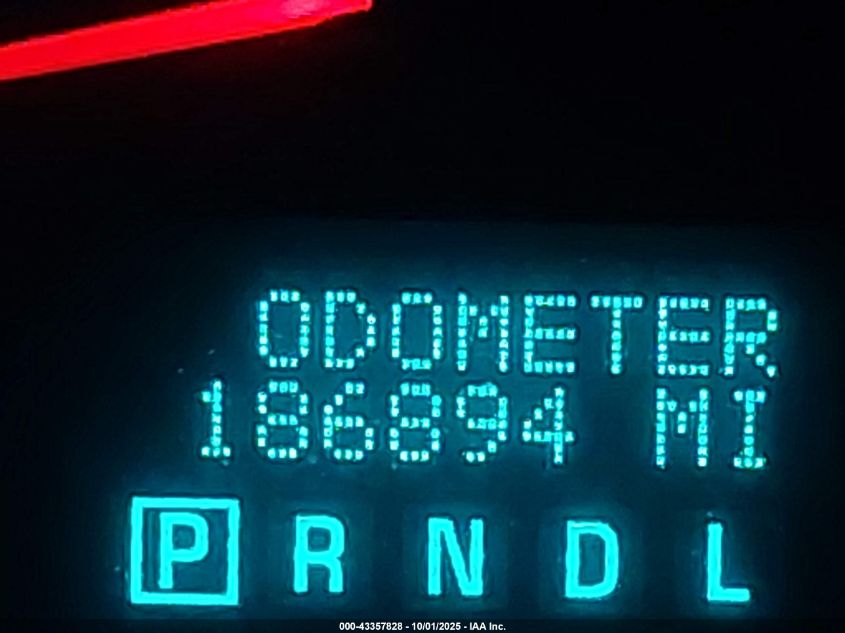 ODOMETER
186894 MI
P R N D L
000-43357828 - 10/01/2025 - IAA Inc.